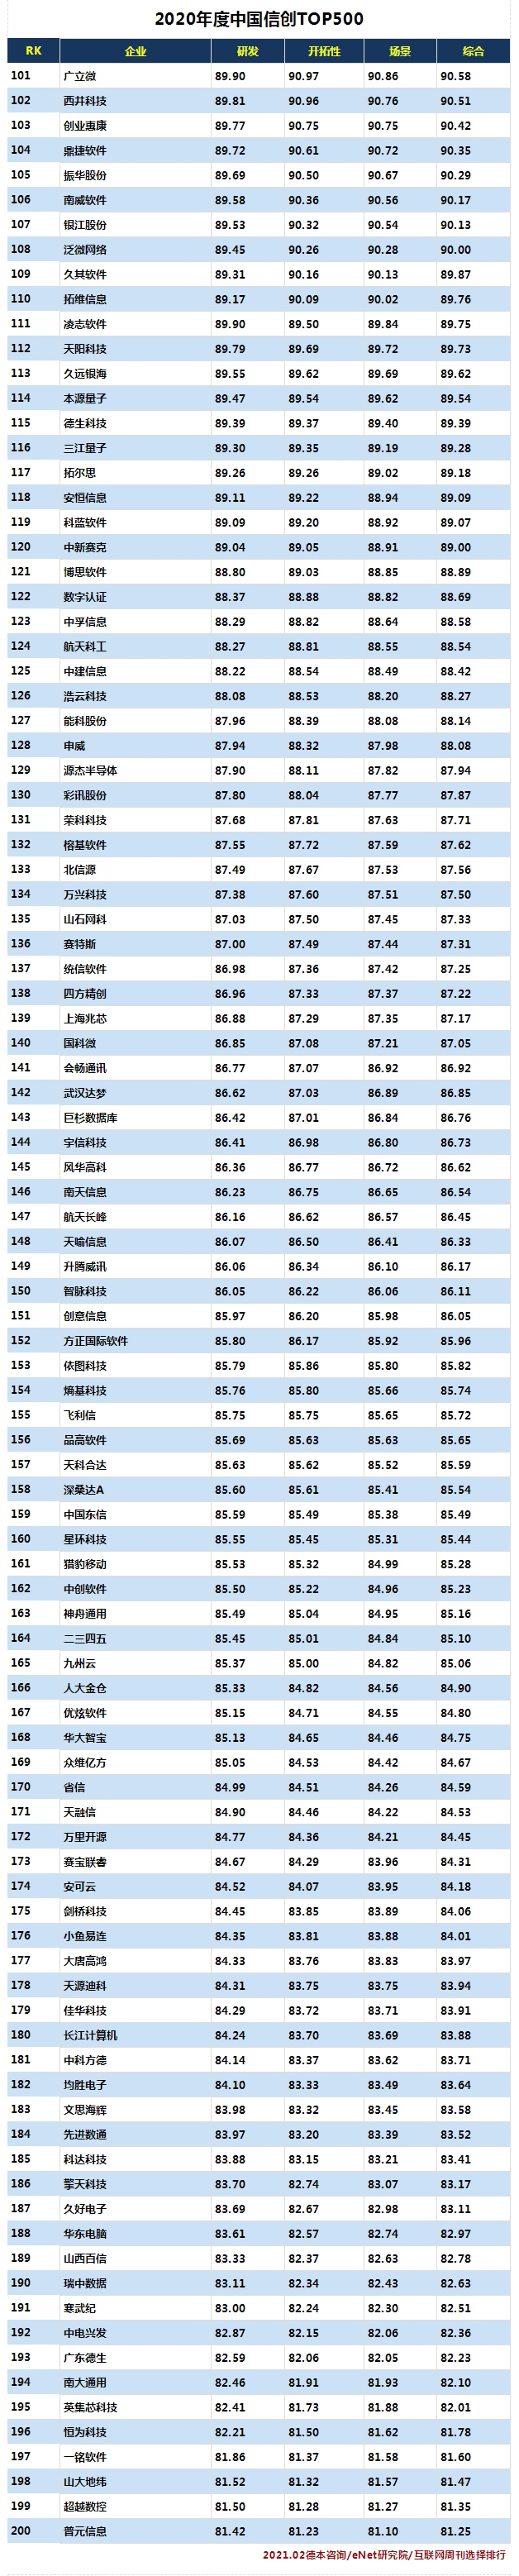 2020年度中国信创TOP500
RK 企业 研发 开拓性 场景 综合
101 广立微 89.90 90.97 90.86 90.58
102 西井科技 89.81 90.96 90.76 90.51
103 创业惠康 89.77 90.75 90.75 90.42
104 鼎捷软件 89.72 90.61 90.72 90.35
105 振华股份 89.69 90.50 90.67 90.29
106 南威软件 89.58 90.36 90.56 90.17
107 银江股份 89.53 90.32 90.54 90.13
108 泛微网络 89.45 90.26 90.28 90.00
109 久其软件 89.31 90.16 90.13 89.87
110 拓维信息 89.17 90.09 90.02 89.76
111 凌志软件 89.90 89.50 89.84 89.75
112 天阳科技 89.79 89.69 89.72 89.73
113 久远银海 89.55 89.62 89.69 89.62
114 本源量子 89.47 89.54 89.62 89.54
115 德生科技 89.39 89.37 89.40 89.39
116 三江量子 89.30 89.35 89.19 89.28
117 拓尔思 89.26 89.26 89.02 89.18
118 安恒信息 89.11 89.22 88.94 89.09
119 科蓝软件 89.09 89.20 88.92 89.07
120 中新赛克 89.04 89.05 88.91 89.00
121 博思软件 88.80 89.03 88.85 88.89
122 数字认证 88.37 88.88 88.82 88.69
123 中孚信息 88.29 88.82 88.64 88.58
124 航天科工 88.27 88.81 88.55 88.54
125 中建信息 88.22 88.54 88.49 88.42
126 浩云科技 88.08 88.53 88.20 88.27
127 能科股份 87.96 88.39 88.08 88.14
128 申威 87.94 88.32 87.98 88.08
129 源杰半导体 87.90 88.11 87.82 87.94
130 彩讯股份 87.80 88.04 87.77 87.87
131 荣科科技 87.68 87.81 87.63 87.71
132 榕基软件 87.55 87.72 87.59 87.62
133 北信源 87.49 87.67 87.53 87.56
134 万兴科技 87.38 87.60 87.51 87.50
135 山石网科 87.03 87.50 87.45 87.33
136 赛特斯 87.00 87.49 87.44 87.31
137 统信软件 86.98 87.36 87.42 87.25
138 四方精创 86.96 87.33 87.37 87.22
139 上海兆芯 86.88 87.29 87.35 87.17
140 国科微 86.85 87.08 87.21 87.05
141 会畅通讯 86.77 87.07 86.92 86.92
142 武汉达梦 86.62 87.03 86.89 86.85
143 巨杉数据库 86.42 87.01 86.84 86.76
144 宇信科技 86.41 86.98 86.80 86.73
145 风华高科 86.36 86.77 86.72 86.62
146 南天信息 86.23 86.75 86.65 86.54
147 航天长峰 86.16 86.62 86.57 86.45
148 天喻信息 86.07 86.50 86.41 86.33
149 升腾威讯 86.06 86.34 86.10 86.17
150 智脉科技 86.05 86.22 86.06 86.11
151 创意信息 85.97 86.20 85.98 86.05
152 方正国际软件 85.80 86.17 85.92 85.96
153 依图科技 85.79 85.86 85.80 85.82
154 熵基科技 85.76 85.80 85.66 85.74
155 飞利信 85.75 85.75 85.65 85.72
156 品高软件 85.69 85.63 85.63 85.65
157 天科合达 85.63 85.62 85.52 85.59
158 深桑达A 85.60 85.61 85.41 85.54
159 中国东信 85.59 85.49 85.38 85.49
160 星环科技 85.55 85.45 85.31 85.44
161 猎豹移动 85.53 85.32 84.99 85.28
162 中创软件 85.50 85.22 84.96 85.23
163 神舟通用 85.49 85.04 84.95 85.16
164 二三四五 85.45 85.01 84.84 85.10
165 九州云 85.37 85.00 84.82 85.06
166 人大金仓 85.33 84.82 84.56 84.90
167 优炫软件 85.15 84.71 84.55 84.80
168 华大智宝 85.13 84.65 84.46 84.75
169 众维亿方 85.05 84.53 84.42 84.67
170 省信 84.99 84.51 84.26 84.59
171 天融信 84.90 84.46 84.22 84.53
172 万里开源 84.77 84.36 84.21 84.45
173 赛宝联睿 84.67 84.29 83.96 84.31
174 安可云 84.52 84.07 83.95 84.18
175 剑桥科技 84.45 83.85 83.89 84.06
176 小鱼易连 84.35 83.81 83.88 84.01
177 大唐高鸿 84.33 83.76 83.83 83.97
178 天源迪科 84.31 83.75 83.75 83.94
179 佳华科技 84.29 83.72 83.71 83.91
180 长江计算机 84.24 83.70 83.69 83.88
181 中科方德 84.14 83.37 83.62 83.71
182 均胜电子 84.10 83.33 83.49 83.64
183 文思海辉 83.98 83.32 83.45 83.58
184 先进数通 83.97 83.20 83.39 83.52
185 科达科技 83.88 83.15 83.21 83.41
186 擎天科技 83.70 82.74 83.07 83.17
187 久好电子 83.69 82.67 82.98 83.11
188 华东电脑 83.61 82.57 82.74 82.97
189 山西百信 83.33 82.37 82.63 82.78
190 瑞中数据 83.11 82.34 82.43 82.63
191 寒武纪 83.00 82.24 82.30 82.51
192 中电兴发 82.87 82.15 82.06 82.36
193 广东德生 82.59 82.06 82.05 82.23
194 南大通用 82.46 81.91 81.93 82.10
195 英集芯科技 82.41 81.73 81.88 82.01
196 恒为科技 82.21 81.50 81.62 81.78
197 一铭软件 81.86 81.37 81.58 81.60
198 山大地纬 81.52 81.32 81.57 81.47
199 超越数控 81.50 81.28 81.27 81.35
200 普元信息 81.42 81.23 81.10 81.25
2021.02德本咨询/eNet研究院/互联网周刊选择排行